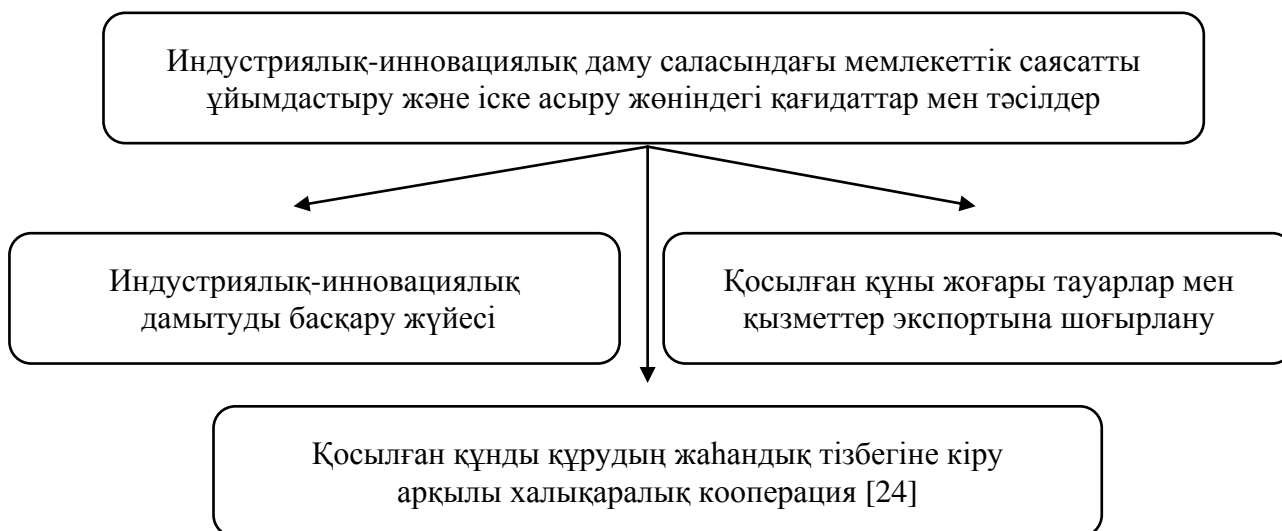 Индустриялық-инновациялық даму саласындағы мемлекеттік саясатты
ұйымдастыру және іске асыру жөніндегі қағидаттар мен тәсілдер
Индустриялық-инновациялық
дамытуды басқару жүйесі
Қосылған құны жоғары тауарлар мен
қызметтер экспортына шоғырлану
Қосылған құнды құрудың жаһандық тізбегіне кіру
арқылы халықаралық кооперация [24]